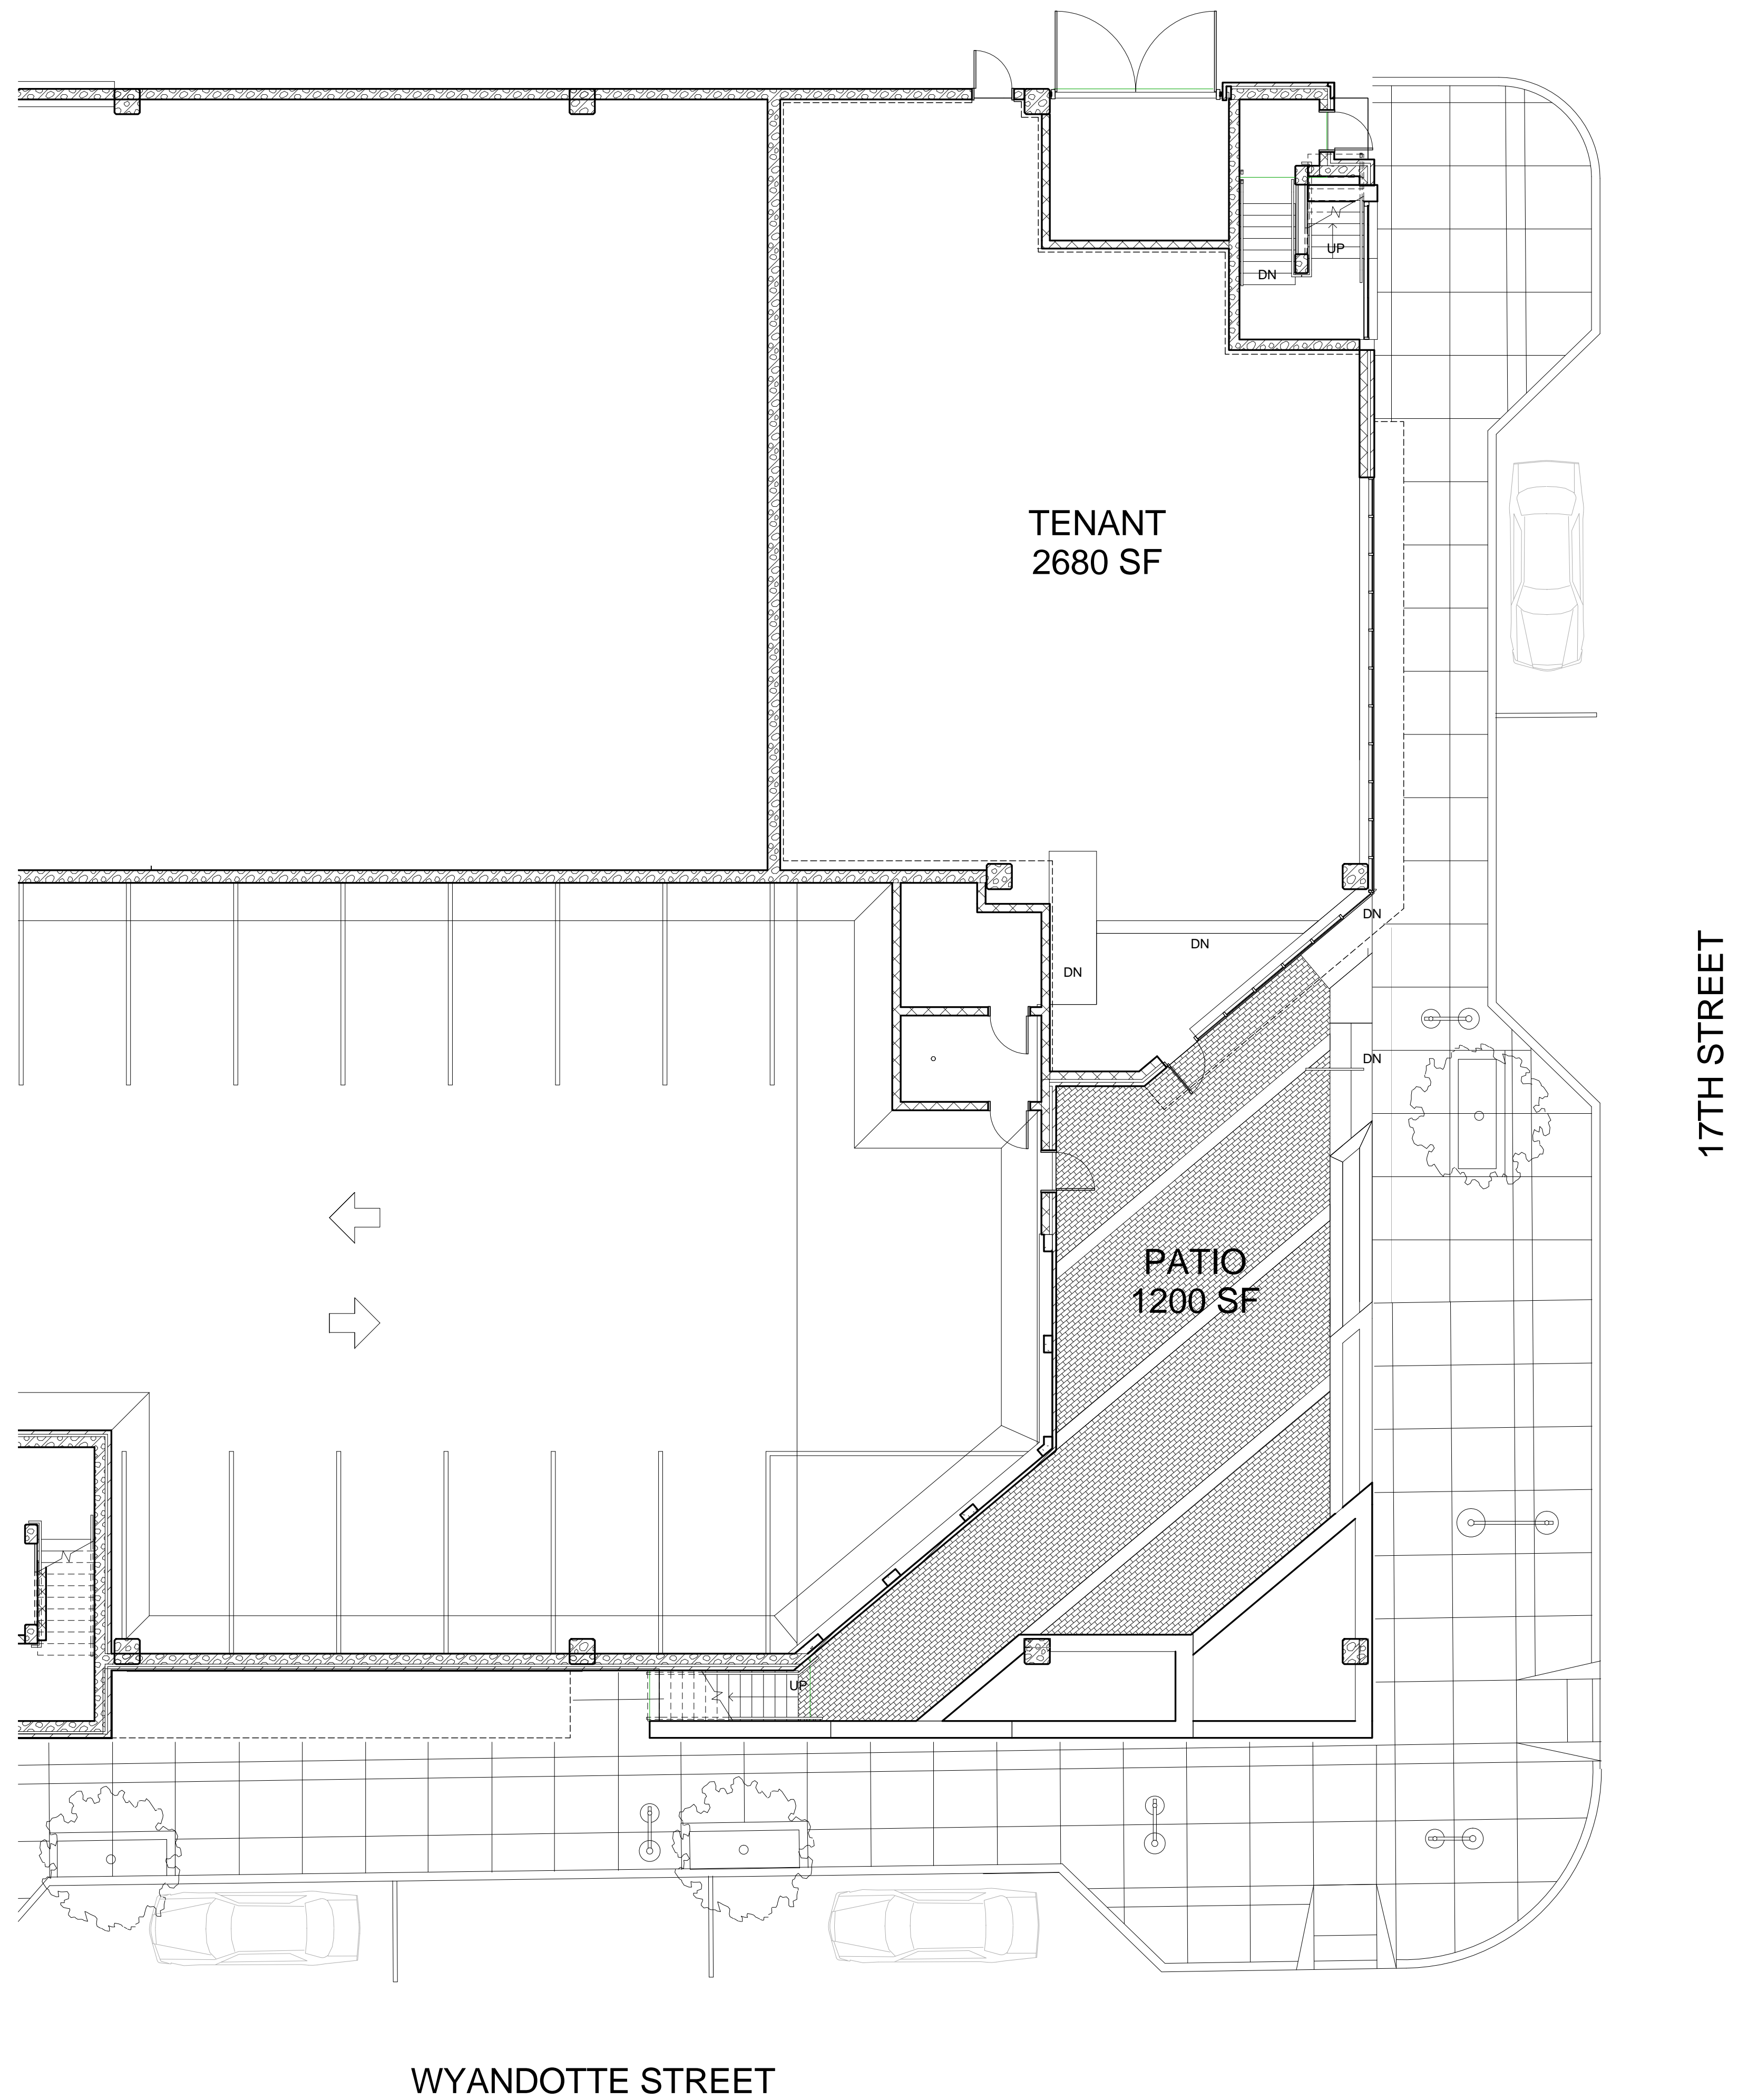 UP
DN
TENANT
2680 SF
DN
DN
DN
DN
17TH STREET
PATIO
1200 SF
UP
WYANDOTTE STREET